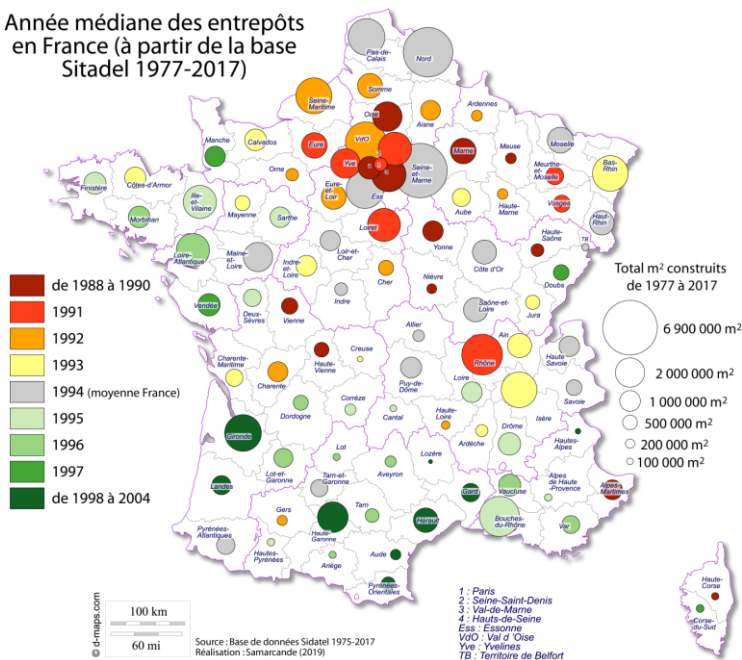 Année médiane des entrepôts
en France (à partir de la base
Sitadel 1977-2017)
Pas-de-
Calais
Nord
Seine-
Maritime
Somme
Oise
Aisne
Ardennes
Manche
Calvados
Eure
VdO
Marne
Meuse
Moselle
Bas-
Rhin
Orne
Yve
Seine-
et-Marne
Meurthe-
et-Moselle
Finistère
Côtes-d'Armor
Ille-
et-
Vilaine
Mayenne
Eure-
et-
Loir
Ess
Aube
Haute-
Marne
Vosges
Haut-
Rhin
Morbihan
Sarthe
Loiret
Yonne
Haute-
Saône
TB
Loire-
Atlantique
Maine-
et-Loire
Indre-
et-Loire
Loir-et-
Cher
Cher
Nièvre
Côte d'Or
Doubs
Vendée
Deux-
Sèvres
Vienne
Indre
Saône-et-
Loire
Jura
Allier
Charente-
Maritime
Charente
Haute-
Vienne
Creuse
Puy-de-
Dôme
Loire
Rhône
Ain
Haute
Savoie
Savoie
Dordogne
Corrèze
Cantal
Haute-
Loire
Isère
Gironde
Lot
Lozère
Ardèche
Drôme
Hautes-
Alpes
Lot-et-
Garonne
Tarn-et-
Garonne
Aveyron
Landes
Gard
Vaucluse
Alpes
de Haute
-Provence
Alpes-
Maritimes
Gers
Haute-
Garonne
Tarn
Hérault
Bouches-
du-Rhône
Var
Pyrénées-
Atlantiques
Hautes-
Pyrénées
Ariège
Aude
Pyrénées-
Orientales
Haute-
Corse
Corse-
du-Sud
1
2
3
4
de 1988 à 1990
1991
1992
1993
1994 (moyenne France)
1995
1996
1997
de 1998 à 2004
Total m² construits
de 1977 à 2017
6 900 000 m²
2 000 000 m²
1 000 000 m²
500 000 m²
200 000 m²
100 000 m²
© d-maps.com
100 km
60 mi
Source : Base de données Sidatel 1975-2017
Réalisation : Samarcande (2019)
1 : Paris
2 : Seine-Saint-Denis
3 : Val-de-Marne
4 : Hauts-de-Seine
Ess : Essonne
VdO : Val d 'Oise
Yve : Yvelines
TB : Territoire de Belfort